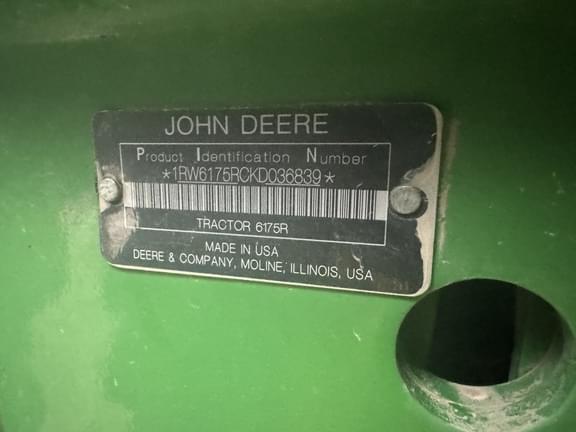 JOHN DEERE
Product Identification Number
*1RW6175RCKD036839*
TRACTOR 6175R
MADE IN USA
DEERE & COMPANY, MOLINE, ILLINOIS, USA